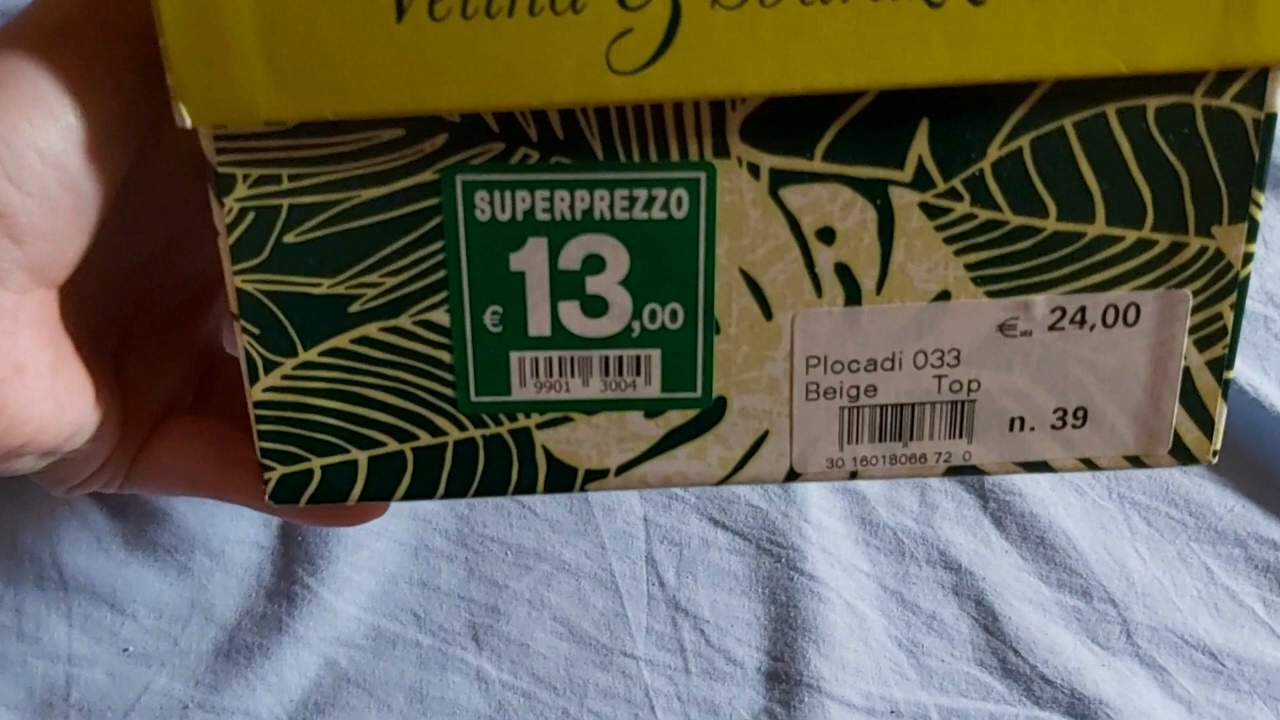 SUPERPREZZO
€ 13,00
9901 3004
€ 24,00
Plocadi 033
Beige Top
n. 39
30 16018066 72 0